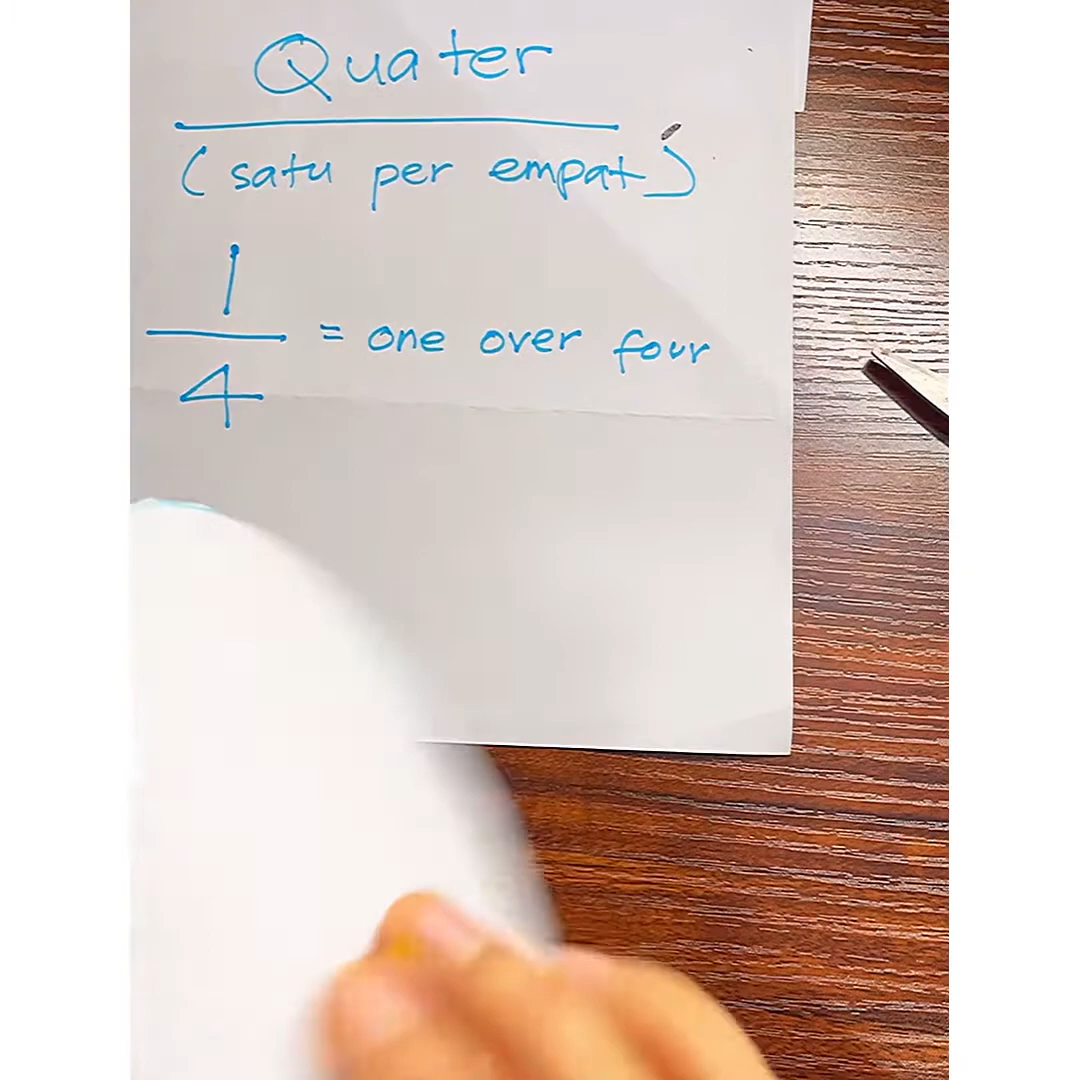 Quater
(satu per empat)
1
4
= one over four